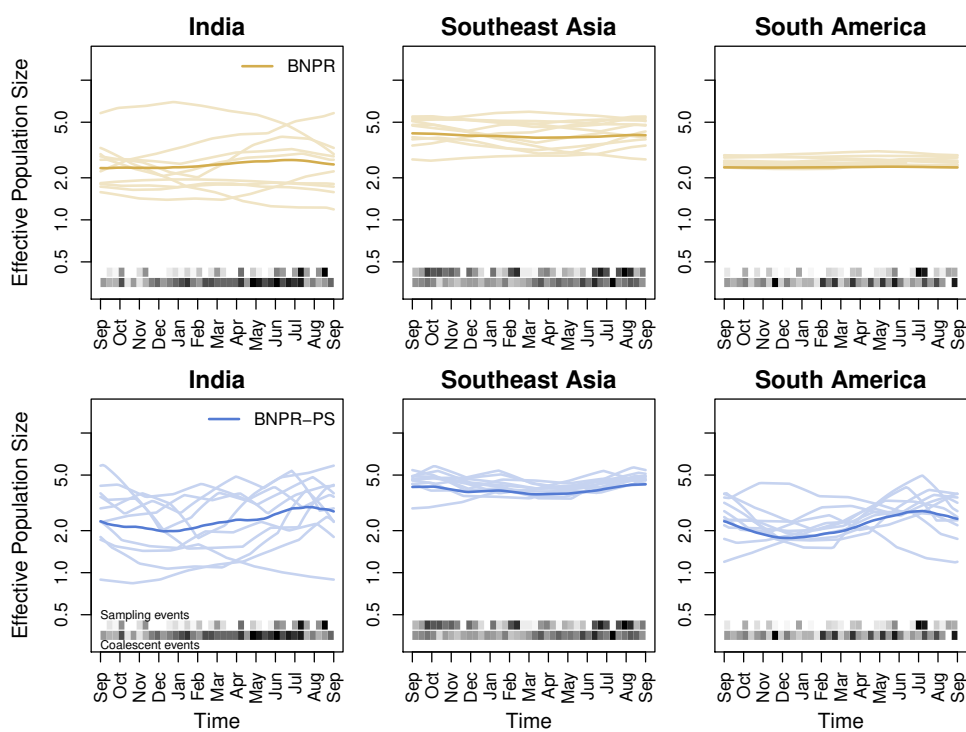 India
Southeast Asia
South America
BNPR
Effective Population Size
0.5 1.0 2.0 5.0
Sep Oct Nov Dec Jan Feb Mar Apr May Jun Jul Aug Sep
0.5 1.0 2.0 5.0
Sep Oct Nov Dec Jan Feb Mar Apr May Jun Jul Aug Sep
0.5 1.0 2.0 5.0
Sep Oct Nov Dec Jan Feb Mar Apr May Jun Jul Aug Sep
India
Southeast Asia
South America
BNPR−PS
Effective Population Size
0.5 1.0 2.0 5.0
Sampling events
Coalescent events
Sep Oct Nov Dec Jan Feb Mar Apr May Jun Jul Aug Sep
Time
0.5 1.0 2.0 5.0
Sep Oct Nov Dec Jan Feb Mar Apr May Jun Jul Aug Sep
Time
0.5 1.0 2.0 5.0
Sep Oct Nov Dec Jan Feb Mar Apr May Jun Jul Aug Sep
Time